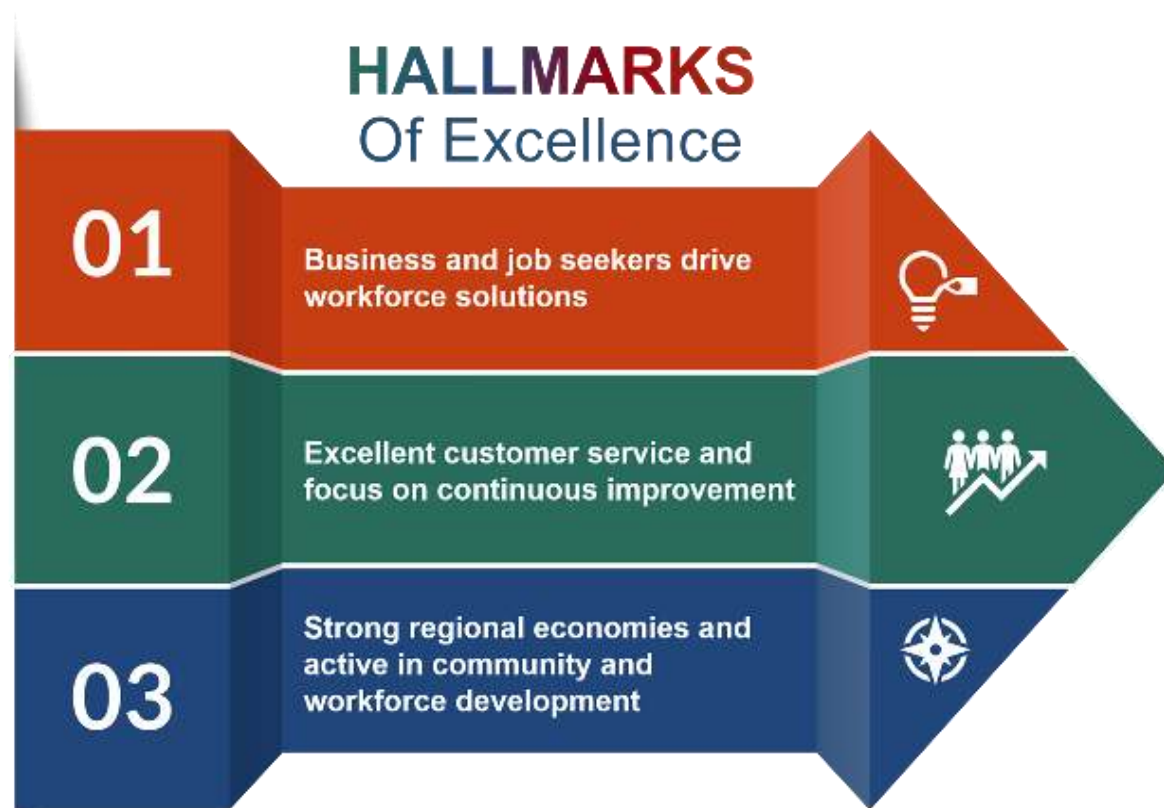 HALLMARKS
Of Excellence
01
Business and job seekers drive
workforce solutions
02
Excellent customer service and
focus on continuous improvement
03
Strong regional economies and
active in community and
workforce development